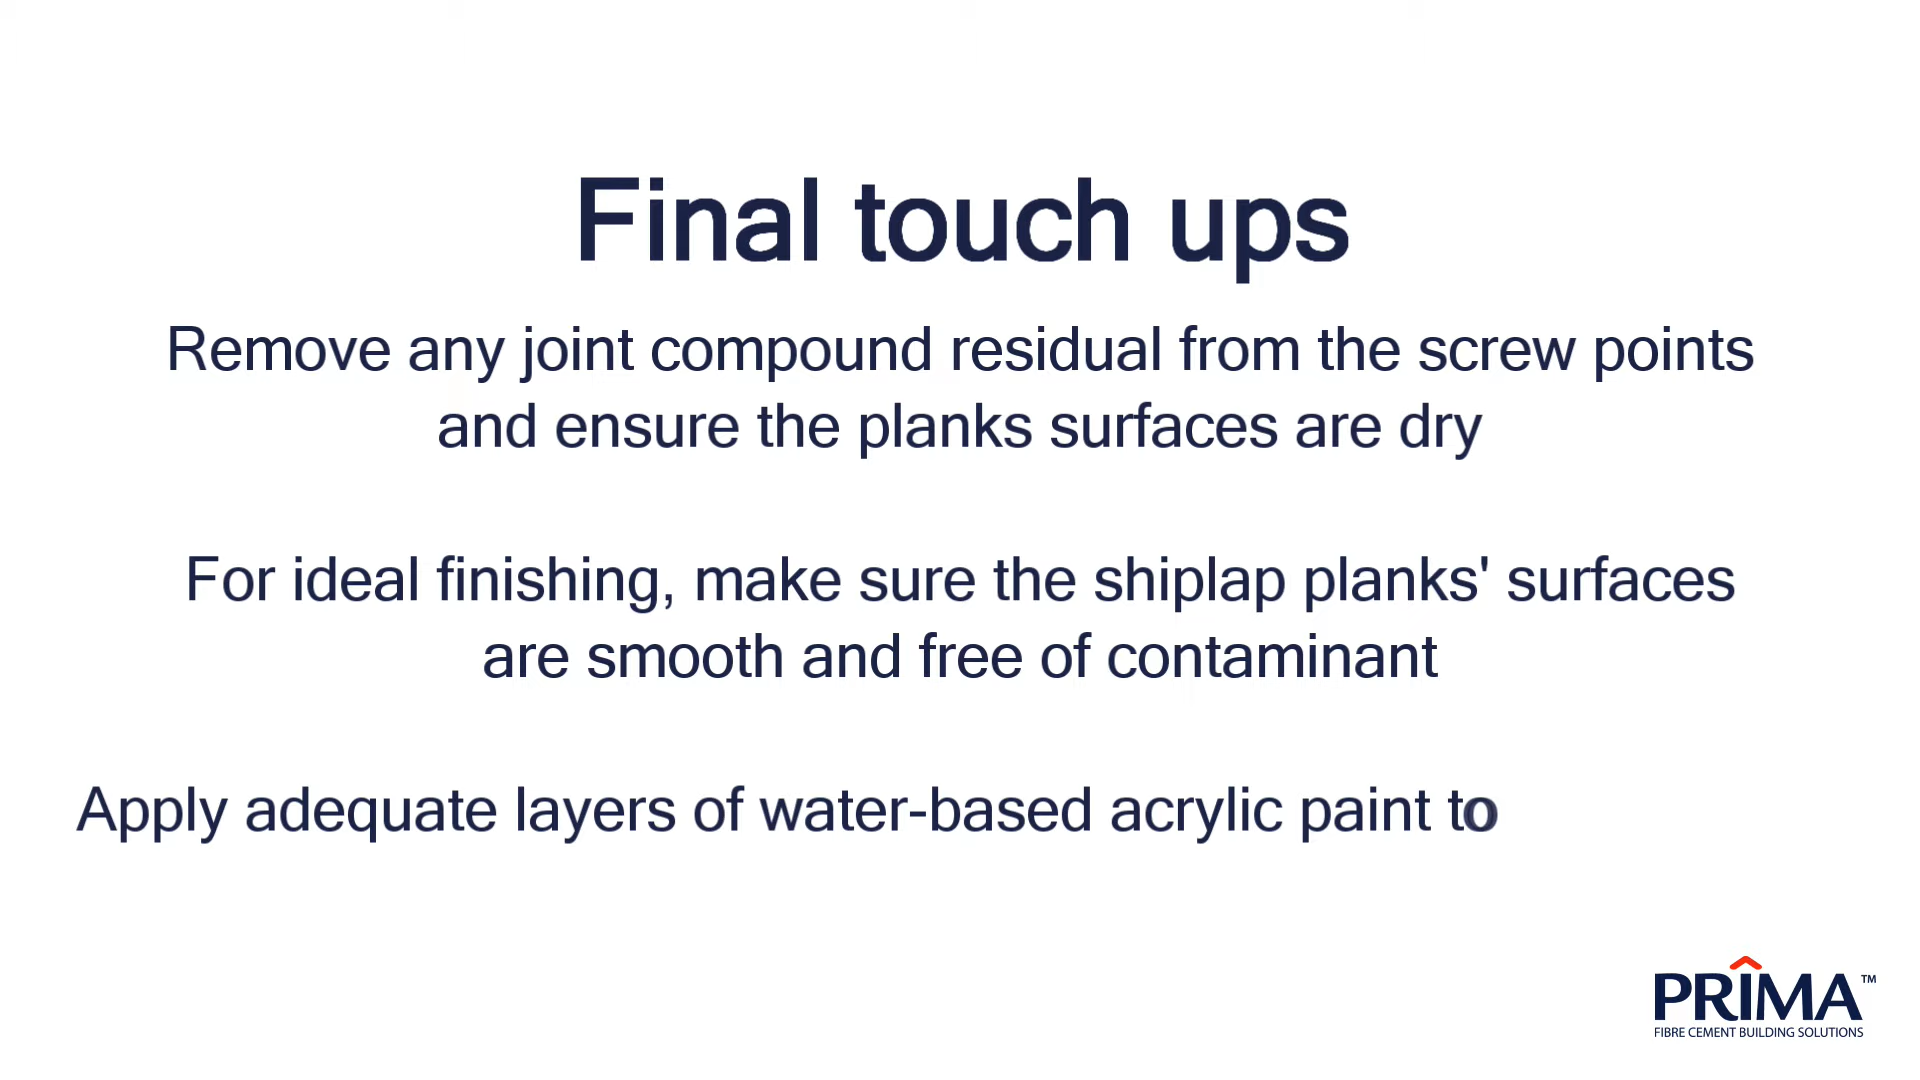 Final touch ups
Remove any joint compound residual from the screw points
and ensure the planks surfaces are dry
For ideal finishing, make sure the shiplap planks' surfaces
are smooth and free of contaminant
Apply adequate layers of water-based acrylic paint to
PRIMA™
FIBRE CEMENT BUILDING SOLUTIONS